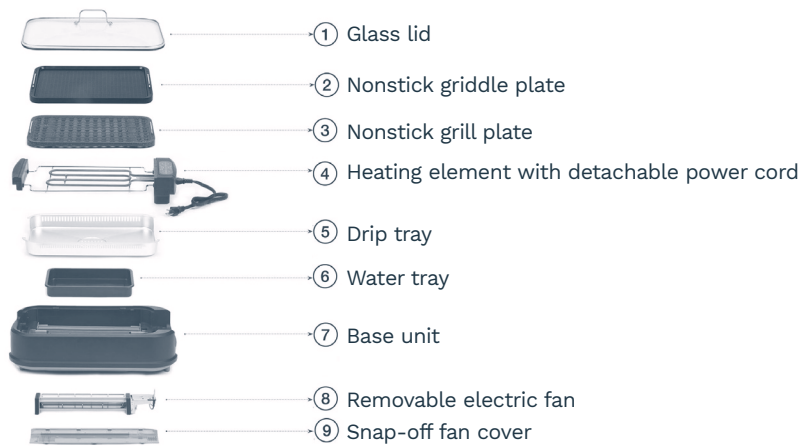 1 Glass lid
2 Nonstick griddle plate
3 Nonstick grill plate
4 Heating element with detachable power cord
5 Drip tray
6 Water tray
7 Base unit
8 Removable electric fan
9 Snap-off fan cover